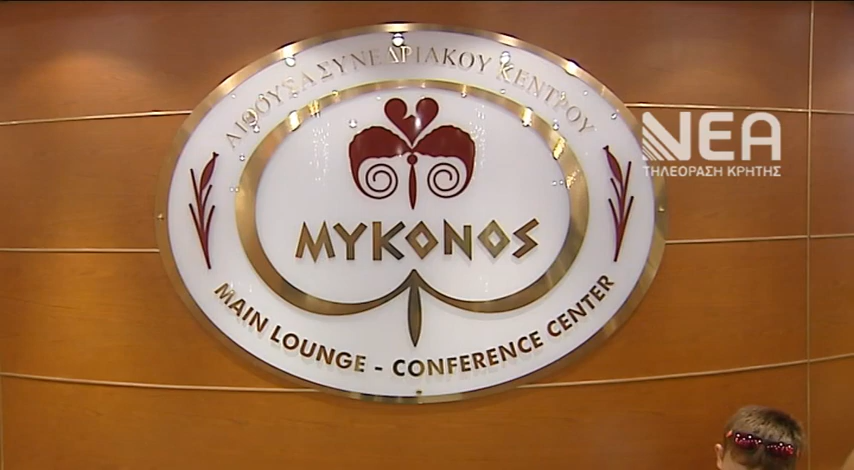 ΑΙΘΟΥΣΑ ΣΥΝΕΔΡΙΑΚΟΥ ΚΕΝΤΡΟΥ
ΝΕΑ
ΤΗΛΕΟΡΑΣΗ ΚΡΗΤΗΣ
MYKONOS
MAIN LOUNGE - CONFERENCE CENTER